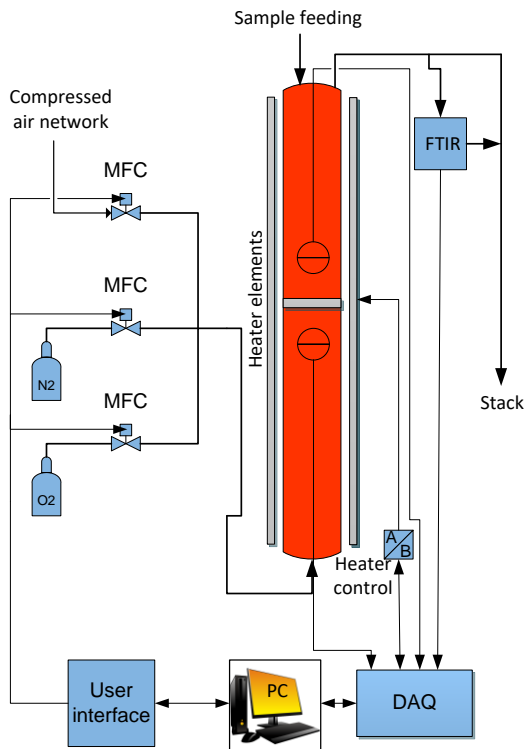 Sample feeding
Compressed
air network
MFC
FTIR
MFC
Heater elements
N2
Stack
MFC
O2
A
B
Heater
control
User
interface
PC
DAQ